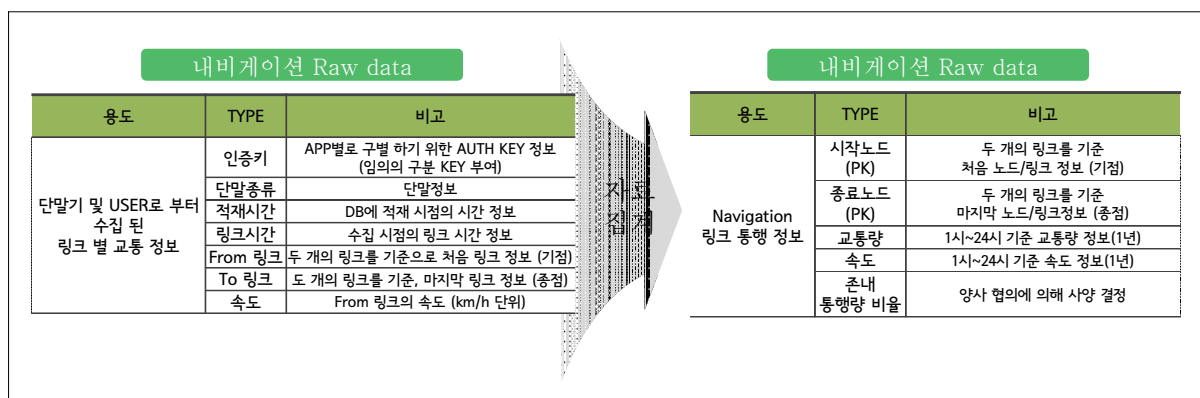 내비게이션 Raw data
용도 TYPE 비고
단말기 및 USER로 부터
수집 된
링크 별 교통 정보
인증키 APP별로 구별 하기 위한 AUTH KEY 정보
(임의의 구분 KEY 부여)
단말종류 단말정보
적재시간 DB에 적재 시점의 시간 정보
링크시간 수집 시점의 링크 시간 정보
From 링크 두 개의 링크를 기준으로 처음 링크 정보 (기점)
To 링크 도 개의 링크를 기준, 마지막 링크 정보 (종점)
속도 From 링크의 속도 (km/h 단위)
자료
집계
내비게이션 Raw data
용도 TYPE 비고
Navigation
링크 통행 정보
시작노드
(PK)
두 개의 링크를 기준
처음 노드/링크 정보 (기점)
종료노드
(PK)
두 개의 링크를 기준
마지막 노드/링크정보 (종점)
교통량 1시~24시 기준 교통량 정보(1년)
속도 1시~24시 기준 속도 정보(1년)
존내
통행량 비율
양사 협의에 의해 사양 결정